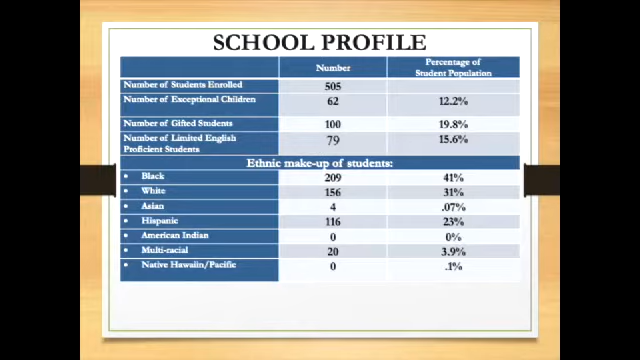 SCHOOL PROFILE
Number
Percentage of
Student Population
Number of Students Enrolled 505
Number of Exceptional Children 62 12.2%
Number of Gifted Students 100 19.8%
Number of Limited English
Proficient Students 79 15.6%
Ethnic make-up of students:
• Black 209 41%
• White 156 31%
• Asian 4 .07%
• Hispanic 116 23%
• American Indian 0 0%
• Multi-racial 20 3.9%
• Native Hawaiin/Pacific 0 .1%